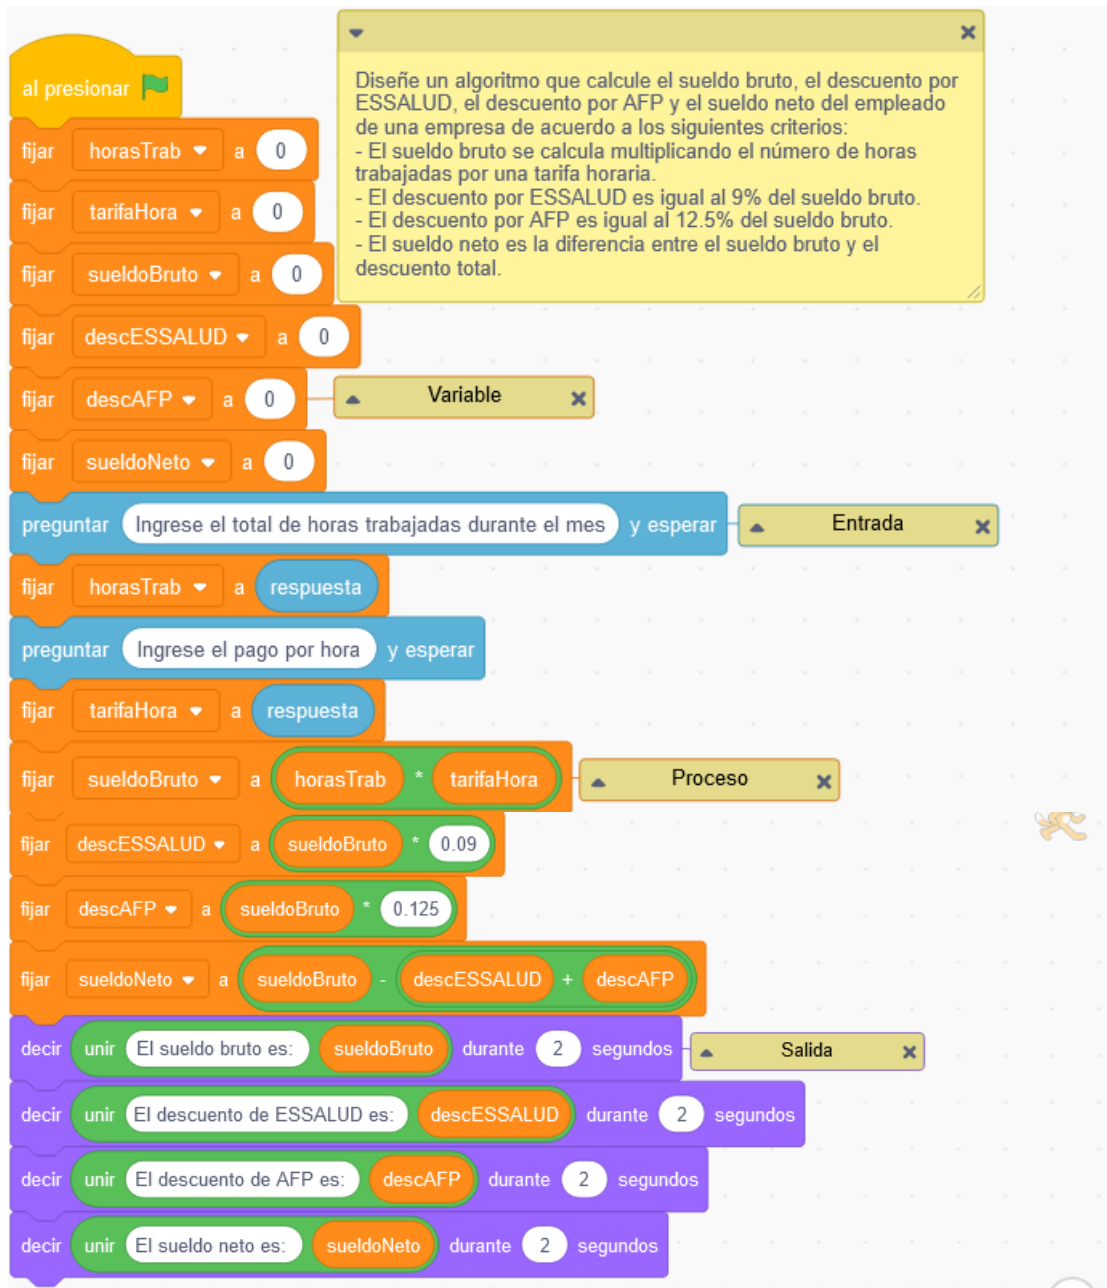 al presionar
Diseñe un algoritmo que calcule el sueldo bruto, el descuento por
ESSALUD, el descuento por AFP y el sueldo neto del empleado
de una empresa de acuerdo a los siguientes criterios:
- El sueldo bruto se calcula multiplicando el número de horas
trabajadas por una tarifa horaria.
- El descuento por ESSALUD es igual al 9% del sueldo bruto.
- El descuento por AFP es igual al 12.5% del sueldo bruto.
- El sueldo neto es la diferencia entre el sueldo bruto y el
descuento total.
fijar horasTrab a 0
fijar tarifaHora a 0
fijar sueldoBruto a 0
fijar descESSALUD a 0
fijar descAFP a 0 Variable
fijar sueldoNeto a 0
preguntar Ingrese el total de horas trabajadas durante el mes y esperar Entrada
fijar horasTrab a respuesta
preguntar Ingrese el pago por hora y esperar
fijar tarifaHora a respuesta
fijar sueldoBruto a horasTrab * tarifaHora Proceso
fijar descESSALUD a sueldoBruto * 0.09
fijar descAFP a sueldoBruto * 0.125
fijar sueldoNeto a sueldoBruto - descESSALUD + descAFP
decir unir El sueldo bruto es: sueldoBruto durante 2 segundos Salida
decir unir El descuento de ESSALUD es: descESSALUD durante 2 segundos
decir unir El descuento de AFP es: descAFP durante 2 segundos
decir unir El sueldo neto es: sueldoNeto durante 2 segundos